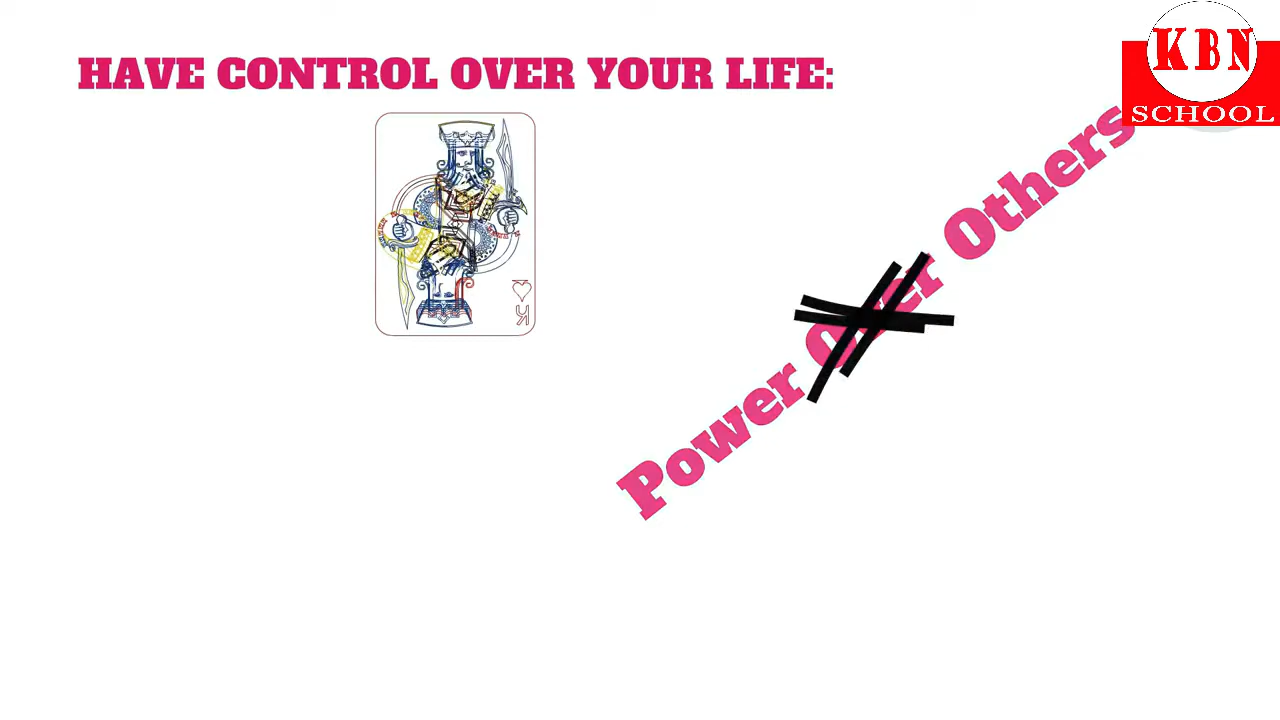 HAVE CONTROL OVER YOUR LIFE:
KBN
SCHOOL
Power Over Others
K